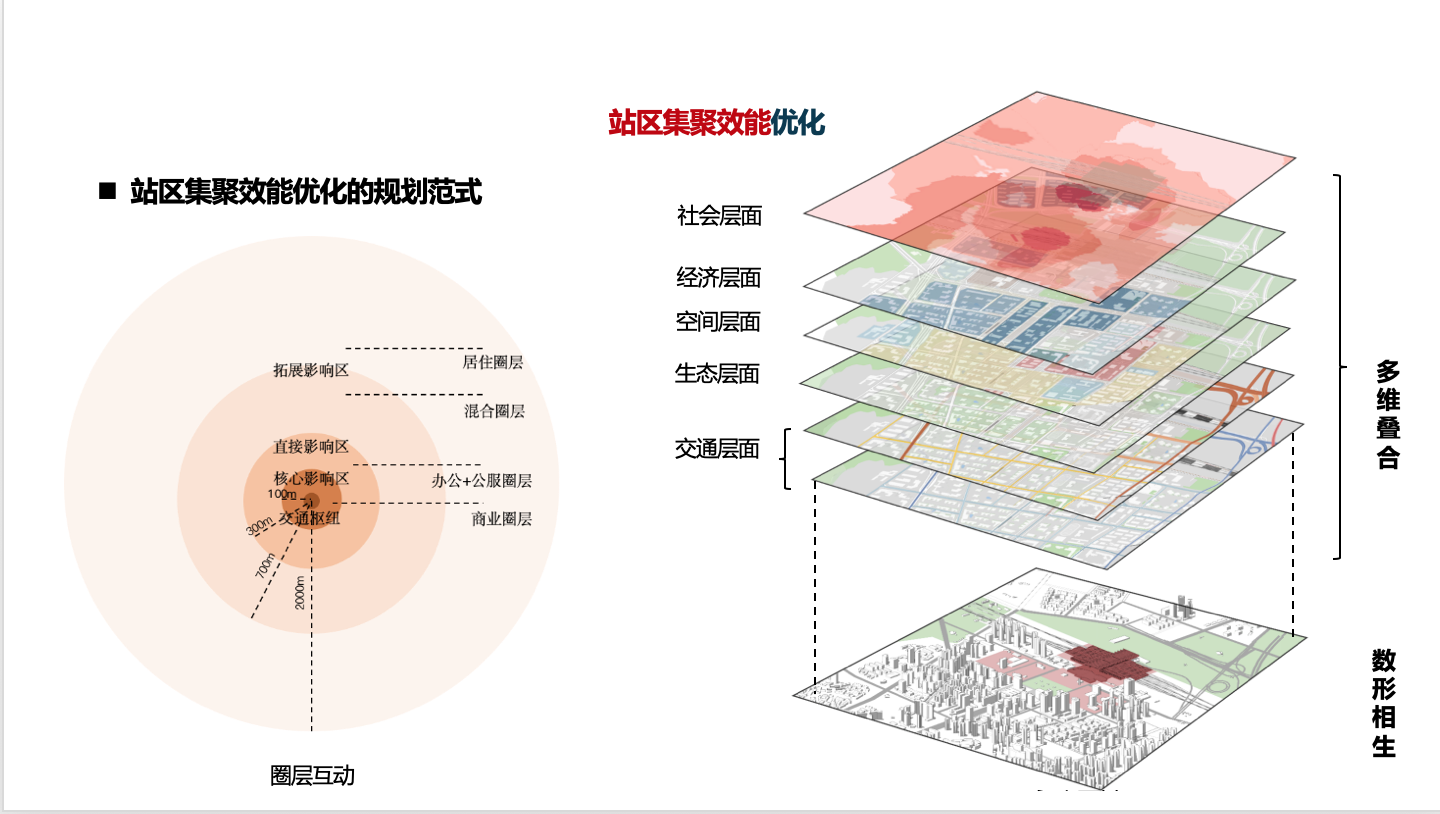 站区集聚效能优化
■ 站区集聚效能优化的规划范式
拓展影响区
直接影响区
核心影响区
交通枢纽
100m
300m
700m
2000m
居住圈层
混合圈层
办公+公服圈层
商业圈层
圈层互动
社会层面
经济层面
空间层面
生态层面
交通层面
多维叠合
数形相生